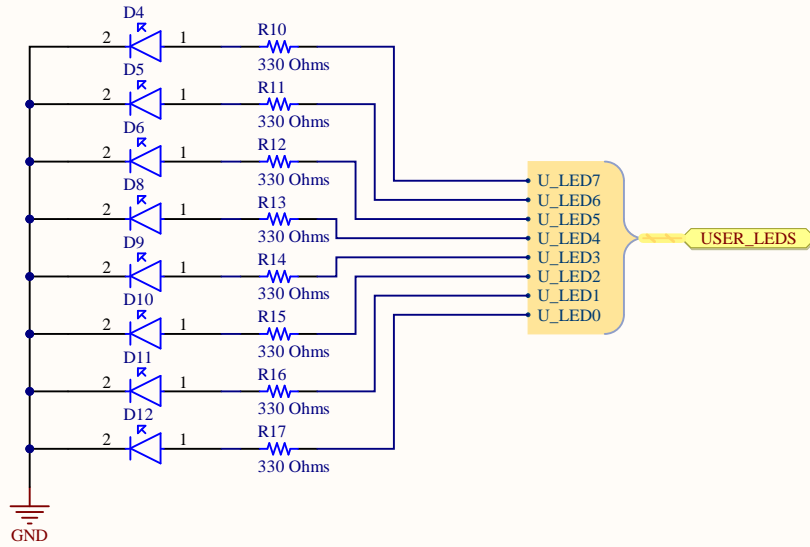 D4
2 1 R10
330 Ohms
D5
2 1 R11
330 Ohms
D6
2 1 R12
330 Ohms
D8
2 1 R13
330 Ohms
D9
2 1 R14
330 Ohms
D10
2 1 R15
330 Ohms
D11
2 1 R16
330 Ohms
D12
2 1 R17
330 Ohms
U_LED7
U_LED6
U_LED5
U_LED4
U_LED3
U_LED2
U_LED1
U_LED0
USER_LEDS
GND